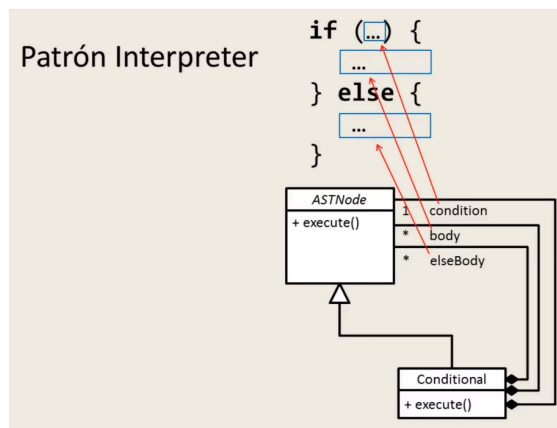 Patrón Interpreter
if (…) {
…
} else {
…
}
ASTNode
+ execute()
1 condition
* body
* elseBody
Conditional
+ execute()